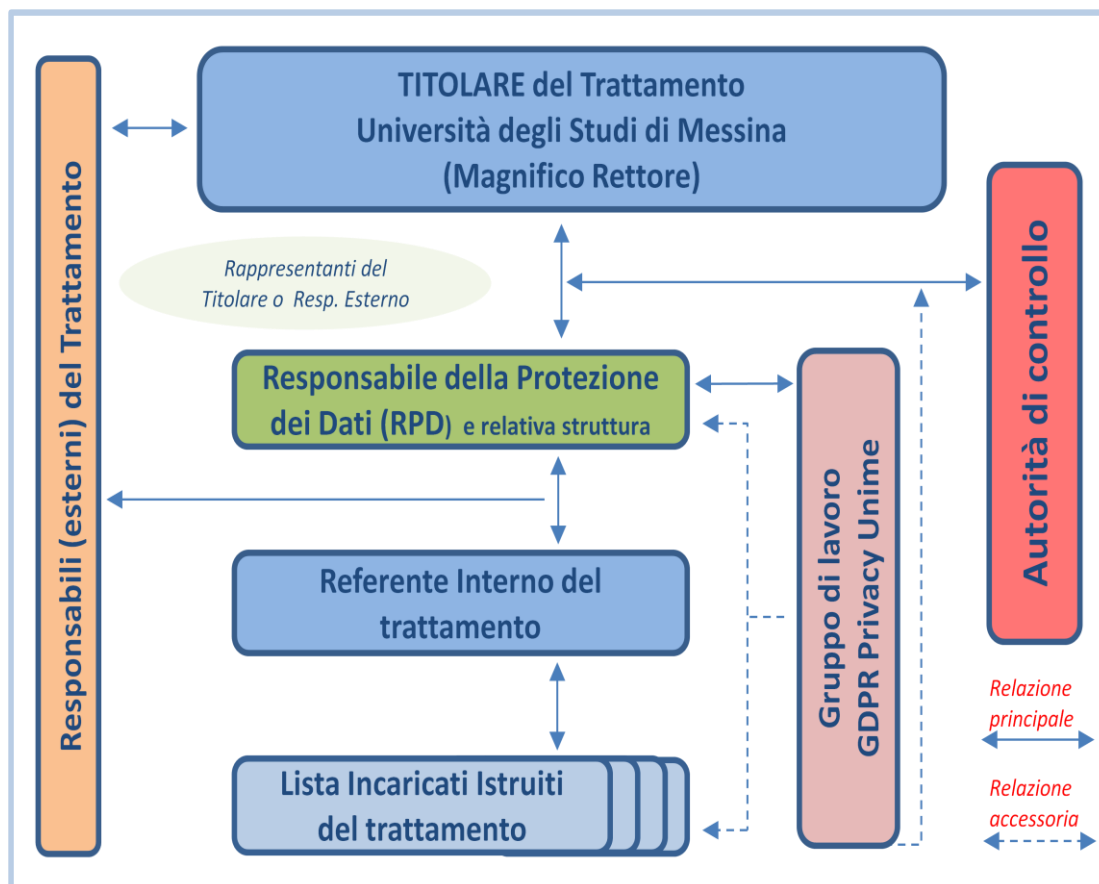 TITOLARE del Trattamento
Università degli Studi di Messina
(Magnifico Rettore)
Responsabili (esterni) del Trattamento
Rappresentanti del
Titolare o Resp. Esterno
Autorità di controllo
Responsabile della Protezione
dei Dati (RPD) e relativa struttura
Gruppo di lavoro
GDPR Privacy Unime
Referente Interno del
trattamento
Lista Incaricati Istruiti
del trattamento
Relazione
principale
Relazione
accessoria